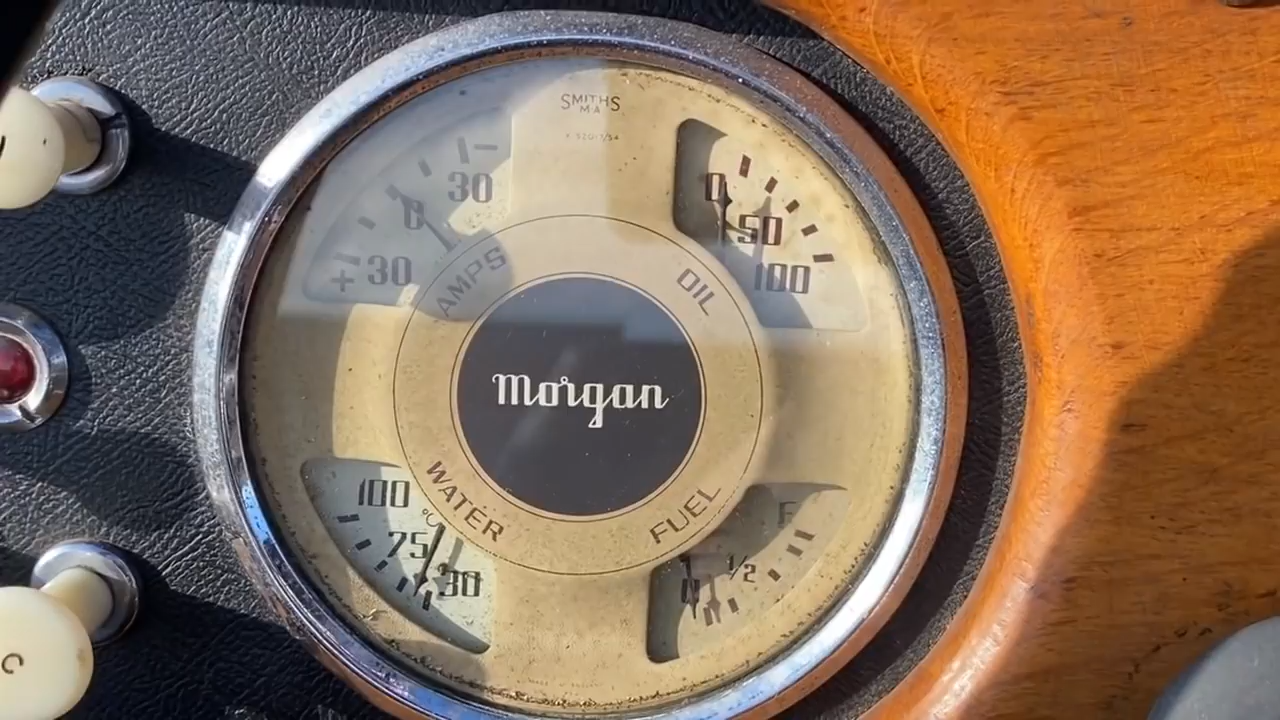 SMITHS
M·A
30
0
+30
AMPS
0
50
100
OIL
Morgan
100
°C
75
30
WATER
F
1/2
0
FUEL
C